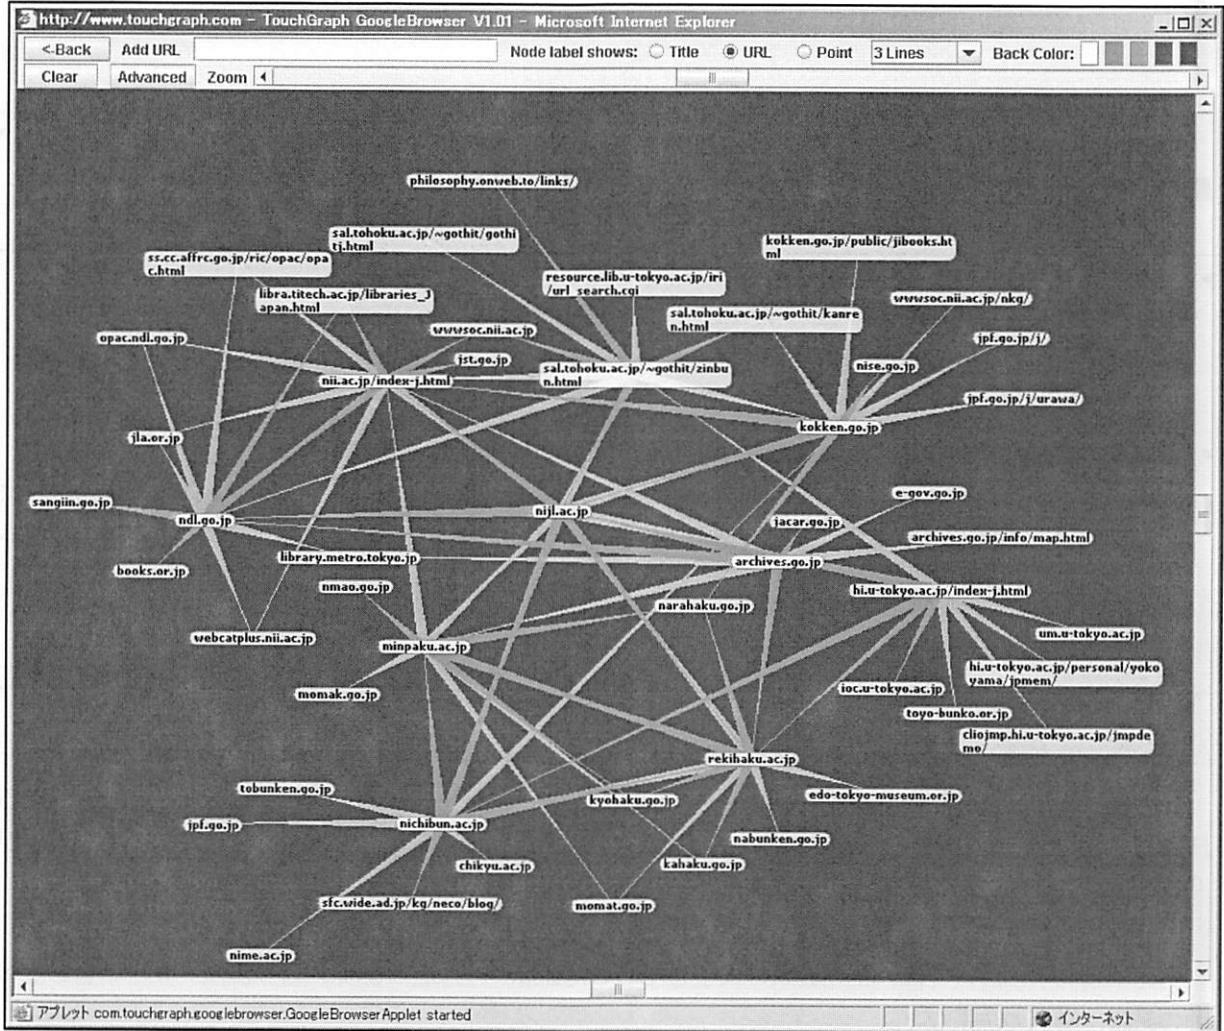 http://www.touchgraph.com - TouchGraph GoogleBrowser V1.01 - Microsoft Internet Explorer
<-Back Add URL Node label shows: Title URL Point 3 Lines Back Color:
Clear Advanced Zoom
philosophy.onweb.to/links/
sal.tohoku.ac.jp/~gothit/gothi
tj.html
kokken.go.jp/public/jibooks.ht
ml
ss.cc.affrc.go.jp/ric/opac/opa
c.html
resource.lib.u-tokyo.ac.jp/iri
/url_search.cgi
libra.titech.ac.jp/libraries_J
apan.html
wwwsoc.nii.ac.jp/nkg/
sal.tohoku.ac.jp/~gothit/kanre
n.html
wwwsoc.nii.ac.jp
opac.ndl.go.jp
jpf.go.jp/j/
jst.go.jp
nise.go.jp
sal.tohoku.ac.jp/~gothit/zinbu
n.html
nii.ac.jp/index-j.html
jpf.go.jp/j/urawa/
kokken.go.jp
jla.or.jp
e-gov.go.jp
sangiin.go.jp
nijl.ac.jp
ndl.go.jp
jacar.go.jp
archives.go.jp/info/map.html
library.metro.tokyo.jp
archives.go.jp
books.or.jp
nmao.go.jp
hi.u-tokyo.ac.jp/index-j.html
narahaku.go.jp
um.u-tokyo.ac.jp
webcatplus.nii.ac.jp
minpaku.ac.jp
hi.u-tokyo.ac.jp/personal/yoko
yama/jpmem/
ioc.u-tokyo.ac.jp
momak.go.jp
toyo-bunko.or.jp
cliojmp.hi.u-tokyo.ac.jp/jmpde
mo/
rekihaku.ac.jp
tobunken.go.jp
edo-tokyo-museum.or.jp
kyohaku.go.jp
jpf.go.jp
nichibun.ac.jp
nabunken.go.jp
chikyu.ac.jp
kahaku.go.jp
sfc.wide.ad.jp/kg/neco/blog/
momat.go.jp
nime.ac.jp
アプレット com.touchgraph.googlebrowser.GoogleBrowserApplet started インターネット